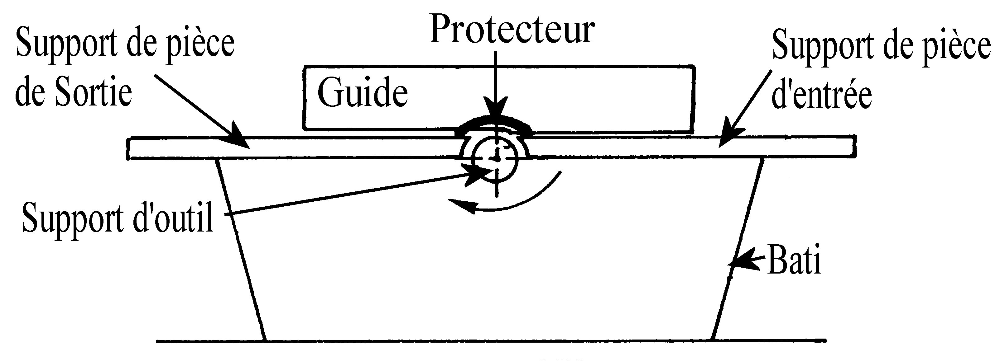 Protecteur
Support de pièce
de Sortie
Support de pièce
d'entrée
Guide
Support d'outil
Bati